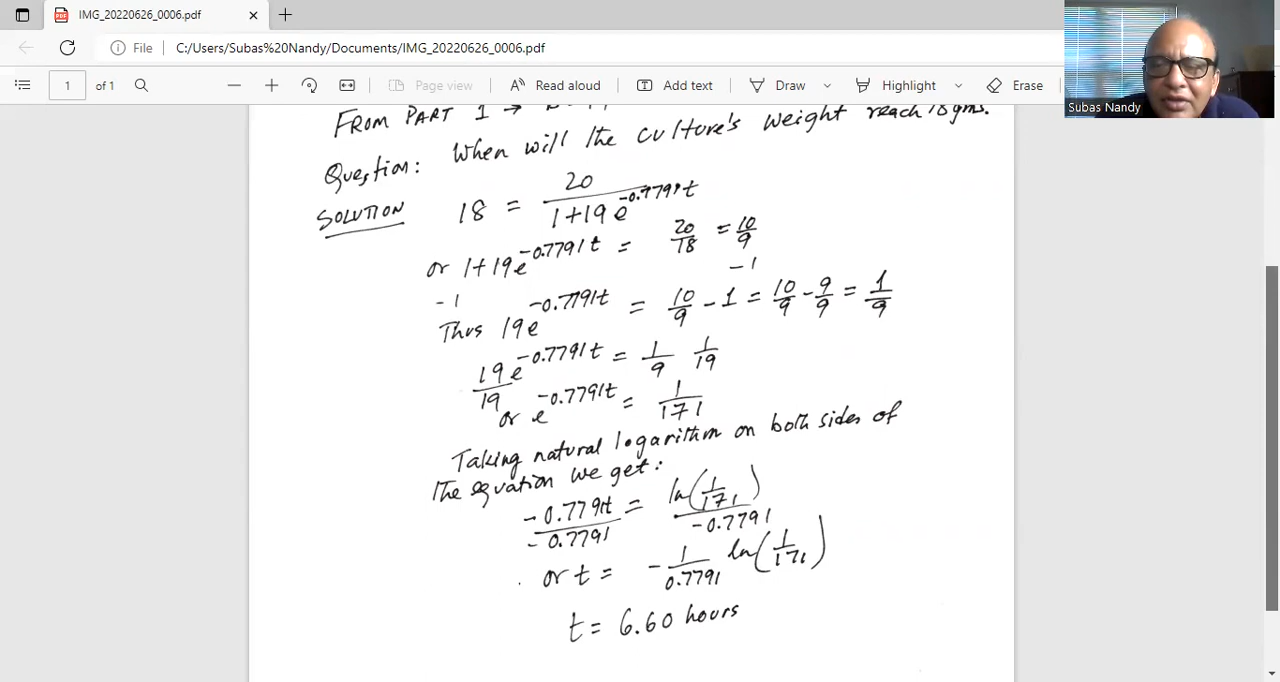 IMG_20220626_0006.pdf
File C:/Users/Subas%20Nandy/Documents/IMG_20220626_0006.pdf
1 of 1 Page view Read aloud Add text Draw Highlight Erase
Subas Nandy
FROM PART 1 →
Question: When will the culture's weight reach 18 gms.
SOLUTION 18 = 20/(1+19e^(-0.7791t))
or 1+19e^(-0.7791t) = 20/18 = 10/9
-1 -1
Thus 19e^(-0.7791t) = 10/9 - 1 = 10/9 - 9/9 = 1/9
19e^(-0.7791t)/19 = 1/9 1/19
or e^(-0.7791t) = 1/171
Taking natural logarithm on both sides of
the equation we get:
-0.7791t/-0.7791 = ln(1/171)/-0.7791
or t = -1/0.7791 ln(1/171)
t = 6.60 hours